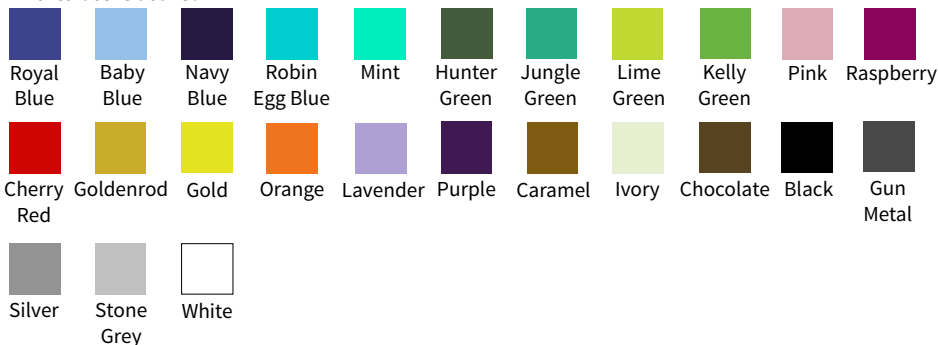 Royal Baby Navy Robin Mint Hunter Jungle Lime Kelly Pink Raspberry
Blue Blue Blue Egg Blue Green Green Green Green
Cherry Goldenrod Gold Orange Lavender Purple Caramel Ivory Chocolate Black Gun
Red Metal
Silver Stone White
Grey